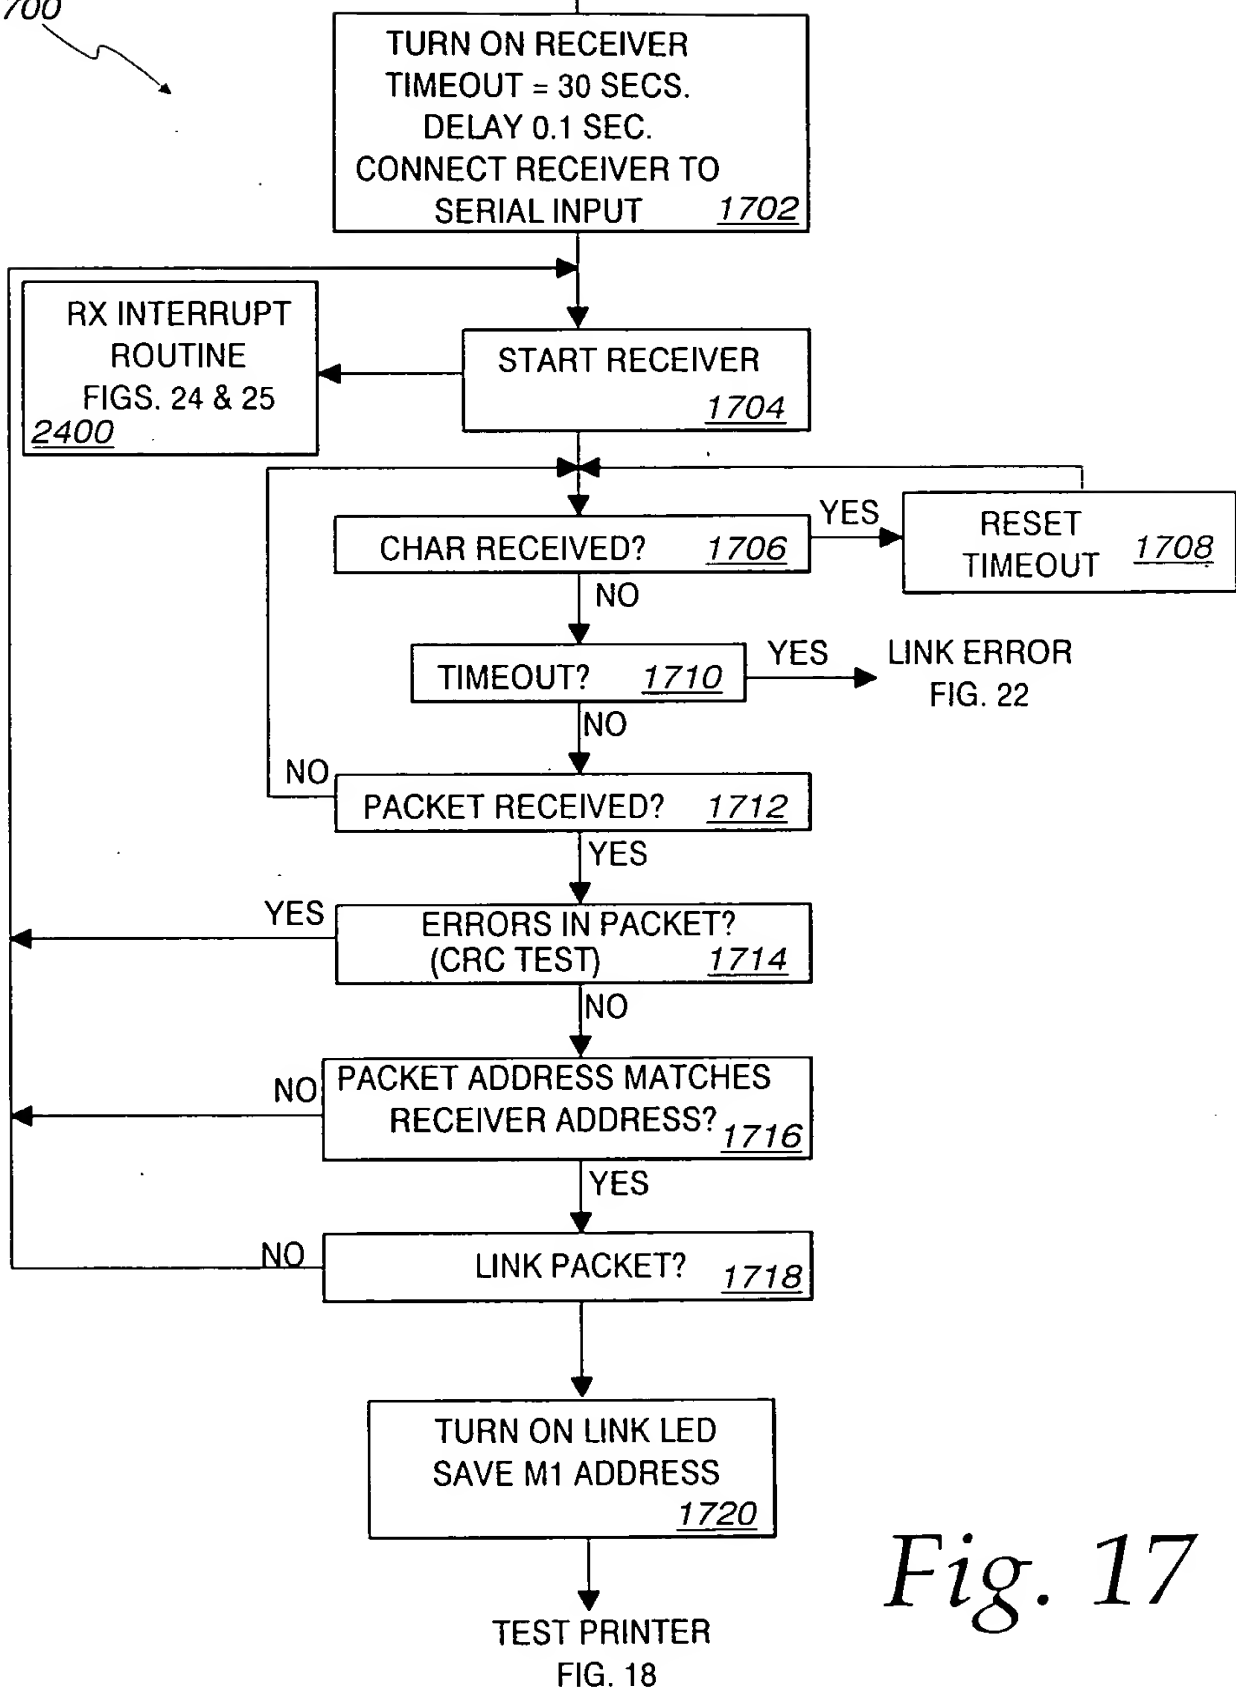 700
TURN ON RECEIVER
TIMEOUT = 30 SECS.
DELAY 0.1 SEC.
CONNECT RECEIVER TO
SERIAL INPUT 1702
RX INTERRUPT
ROUTINE
FIGS. 24 & 25
2400
START RECEIVER
1704
CHAR RECEIVED? 1706
YES
RESET
TIMEOUT 1708
NO
TIMEOUT? 1710
YES
LINK ERROR
FIG. 22
NO
NO
PACKET RECEIVED? 1712
YES
YES
ERRORS IN PACKET?
(CRC TEST) 1714
NO
NO
PACKET ADDRESS MATCHES
RECEIVER ADDRESS? 1716
YES
NO
LINK PACKET? 1718
TURN ON LINK LED
SAVE M1 ADDRESS
1720
TEST PRINTER
FIG. 18
Fig. 17